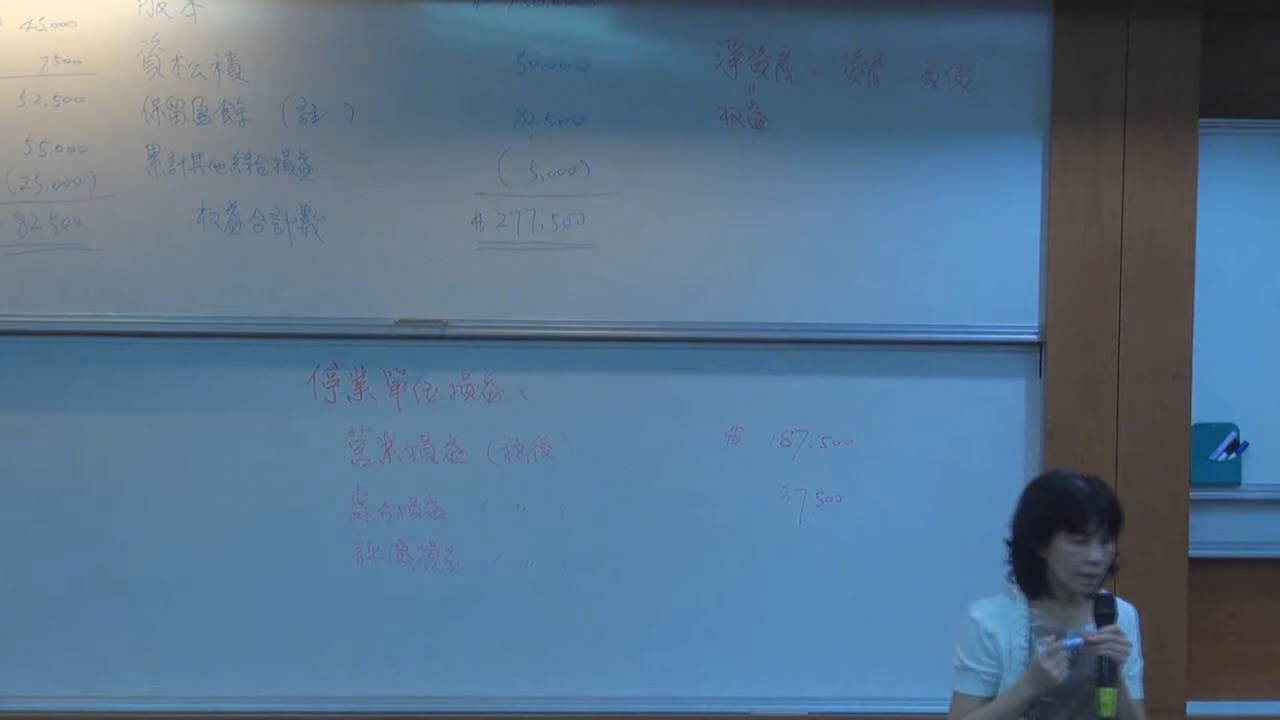 45,000 股本 $ 150,000
7,500 資本公積 50,000 淨資產 = 資產 - 負債
52,500 保留盈餘 (註 ) 82,500 權益
55,000 累計其他綜合損益 ( 5,000)
(25,000)
82,500 權益合計數 $ 277,500
停業單位損益:
營業損益 (稅後) $ 187,500
處分損益 ( " ) 37,500
評價損益 ( " )